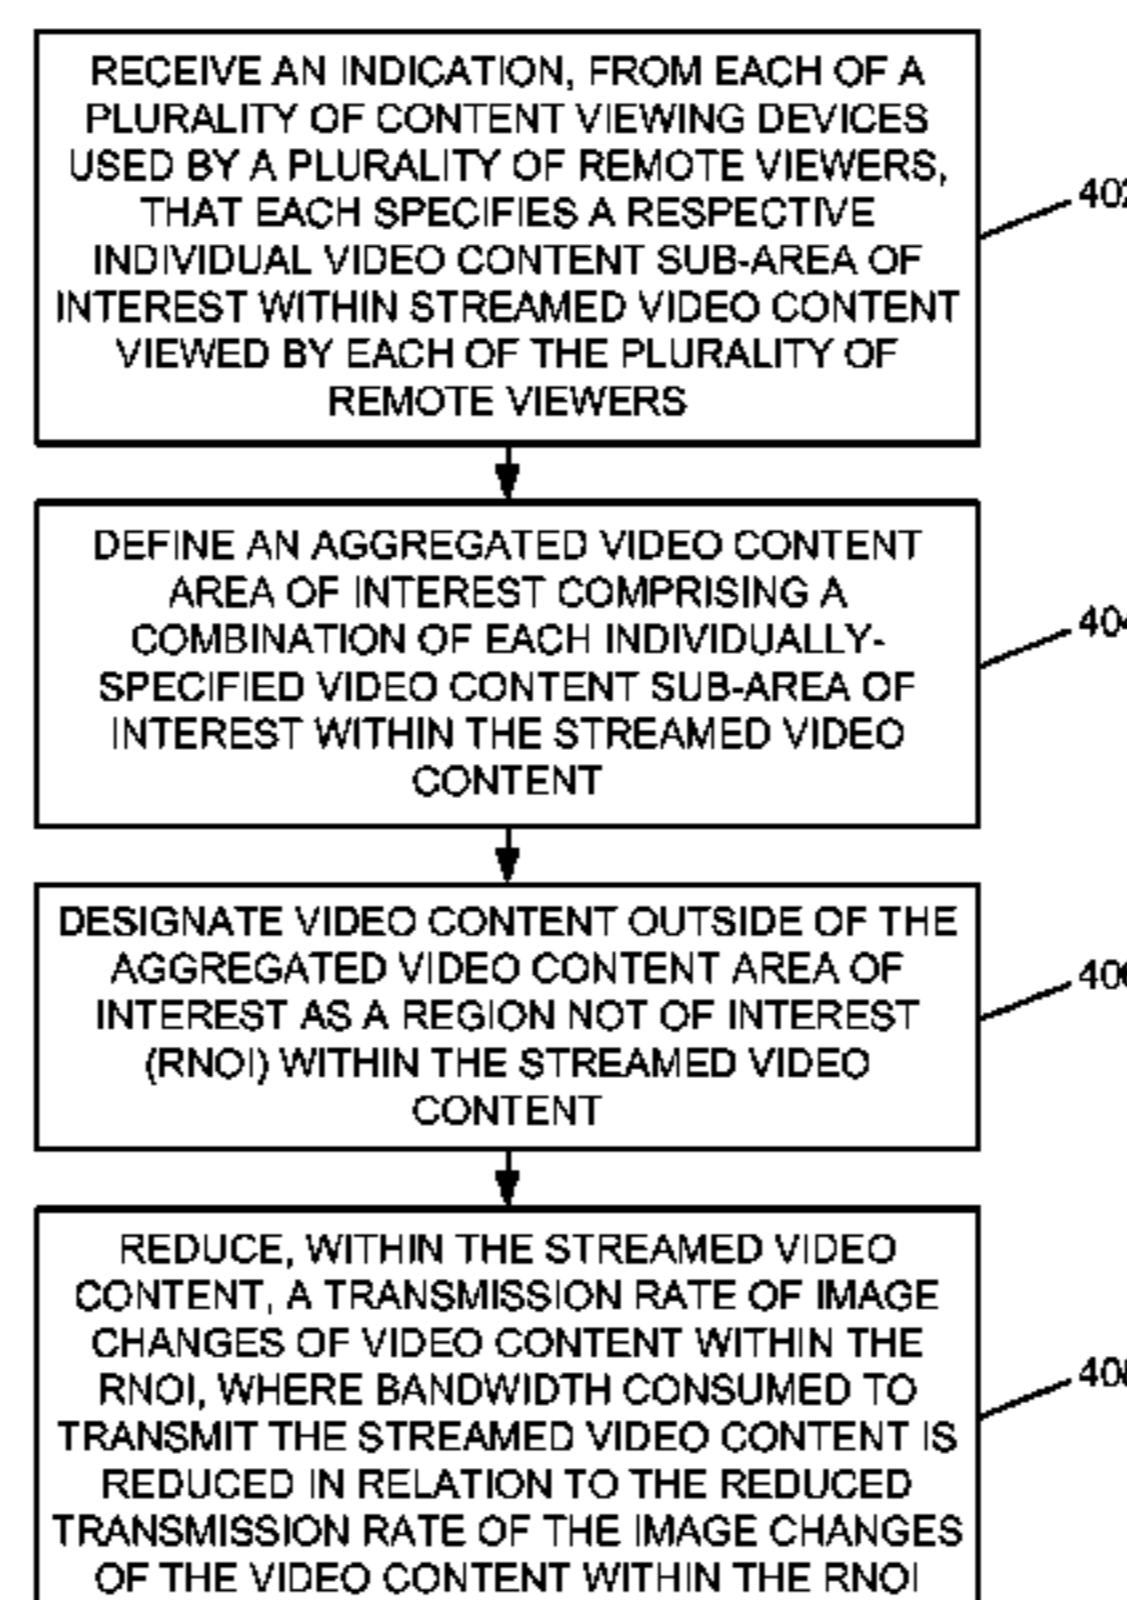 RECEIVE AN INDICATION, FROM EACH OF A
PLURALITY OF CONTENT VIEWING DEVICES
USED BY A PLURALITY OF REMOTE VIEWERS,
THAT EACH SPECIFIES A RESPECTIVE
INDIVIDUAL VIDEO CONTENT SUB-AREA OF
INTEREST WITHIN STREAMED VIDEO CONTENT
VIEWED BY EACH OF THE PLURALITY OF
REMOTE VIEWERS
402
DEFINE AN AGGREGATED VIDEO CONTENT
AREA OF INTEREST COMPRISING A
COMBINATION OF EACH INDIVIDUALLY-
SPECIFIED VIDEO CONTENT SUB-AREA OF
INTEREST WITHIN THE STREAMED VIDEO
CONTENT
404
DESIGNATE VIDEO CONTENT OUTSIDE OF THE
AGGREGATED VIDEO CONTENT AREA OF
INTEREST AS A REGION NOT OF INTEREST
(RNOI) WITHIN THE STREAMED VIDEO
CONTENT
406
REDUCE, WITHIN THE STREAMED VIDEO
CONTENT, A TRANSMISSION RATE OF IMAGE
CHANGES OF VIDEO CONTENT WITHIN THE
RNOI, WHERE BANDWIDTH CONSUMED TO
TRANSMIT THE STREAMED VIDEO CONTENT IS
REDUCED IN RELATION TO THE REDUCED
TRANSMISSION RATE OF THE IMAGE CHANGES
OF THE VIDEO CONTENT WITHIN THE RNOI
408